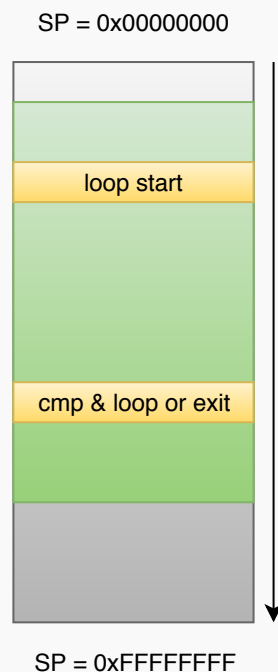 SP = 0x00000000
loop start
cmp & loop or exit
SP = 0xFFFFFFFF